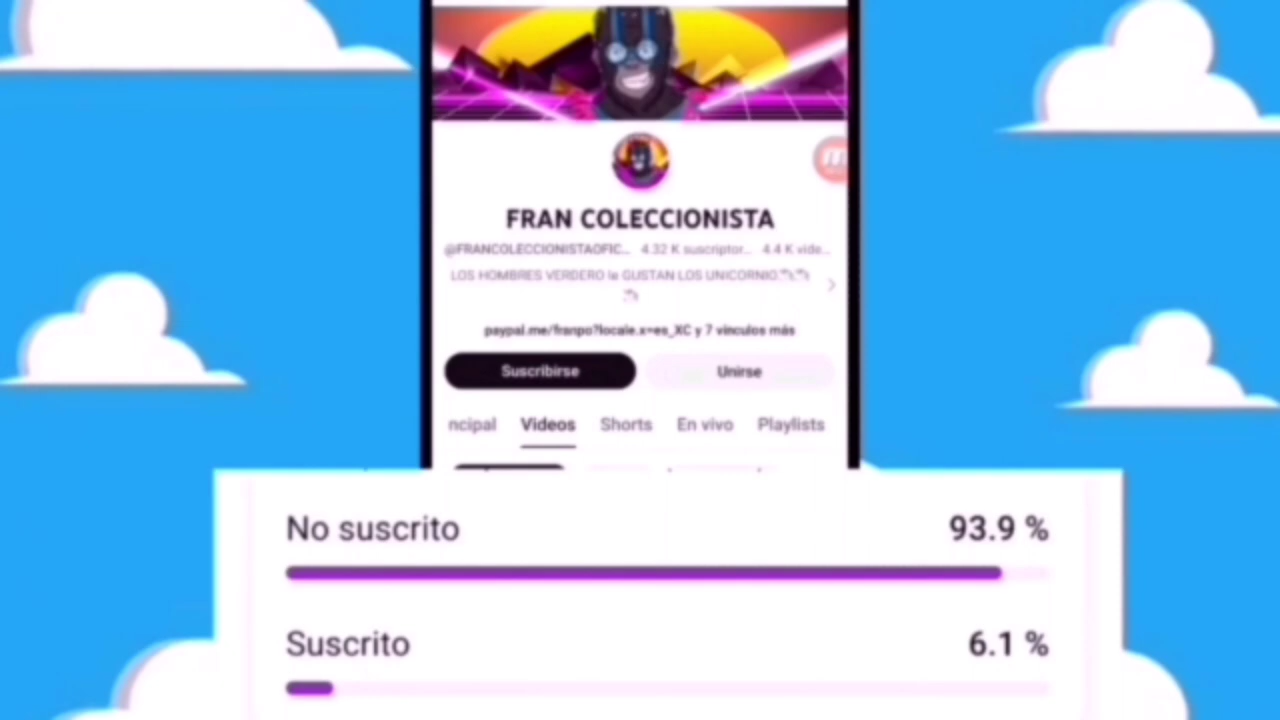 FRAN COLECCIONISTA
@FRANCOLECCIONISTAOFIC... 4.32 K suscriptor... 4.4 K vide...
LOS HOMBRES VERDERO le GUSTAN LOS UNICORNIO
paypal.me/franpo?locale.x=es_XC y 7 vínculos más
Suscribirse Unirse
ncipal Videos Shorts En vivo Playlists
No suscrito 93.9 %
Suscrito 6.1 %